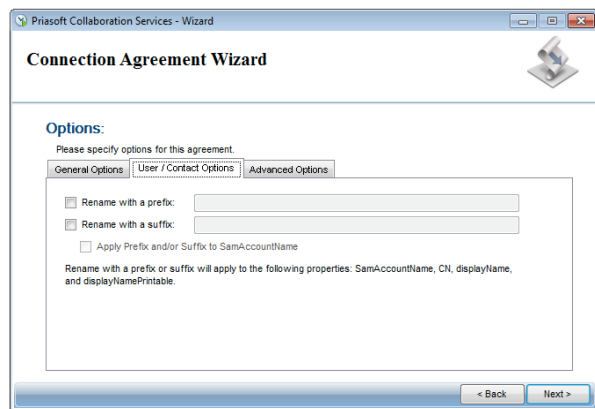 Priasoft Collaboration Services - Wizard
Connection Agreement Wizard
Options:
Please specify options for this agreement.
General Options User / Contact Options Advanced Options
Rename with a prefix:
Rename with a suffix:
Apply Prefix and/or Suffix to SamAccountName
Rename with a prefix or suffix will apply to the following properties: SamAccountName, CN, displayName,
and displayNamePrintable.
< Back Next >